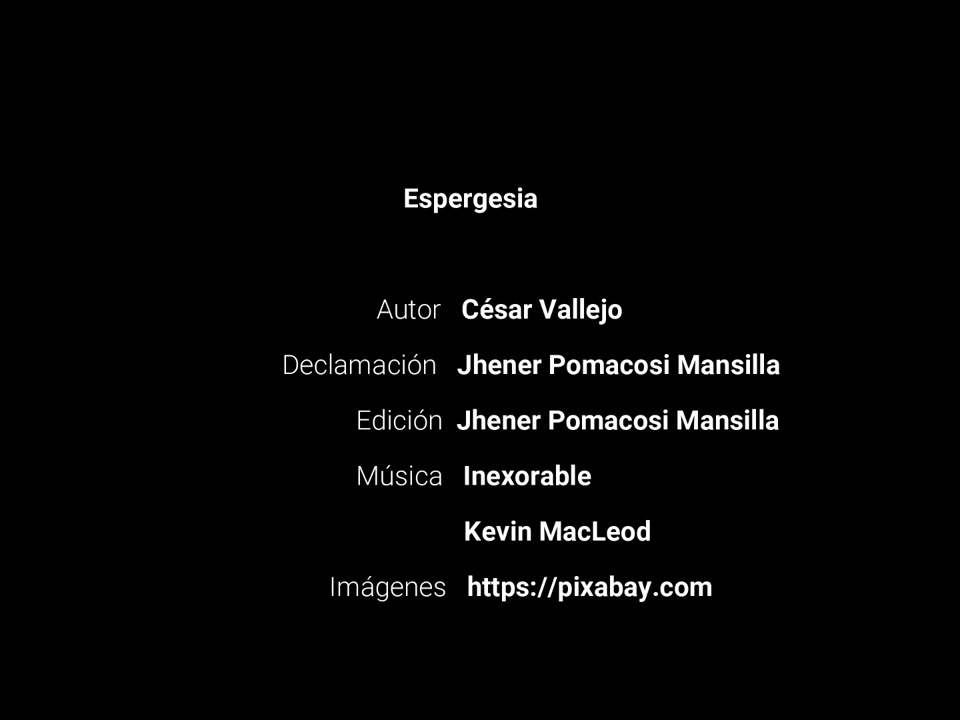 Espergesia
Autor César Vallejo
Declamación Jhener Pomacosi Mansilla
Edición Jhener Pomacosi Mansilla
Música Inexorable
Kevin MacLeod
Imágenes https://pixabay.com